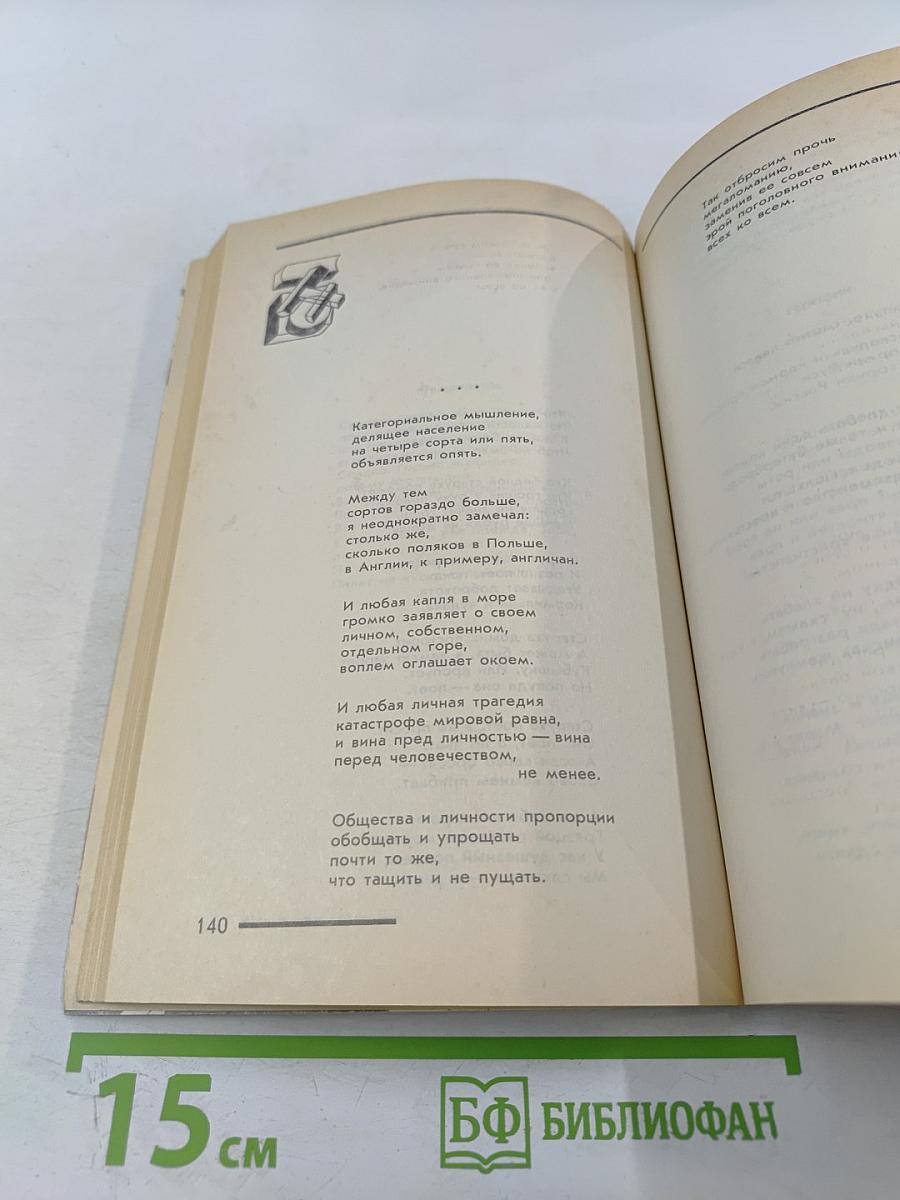 • • •
Категориальное мышление,
делящее население
на четыре сорта или пять,
объявляется опять.
Между тем
сортов гораздо больше,
я неоднократно замечал:
столько же,
сколько поляков в Польше,
в Англии, к примеру, англичан.
И любая капля в море
громко заявляет о своем
личном, собственном,
отдельном горе,
воплем оглашает окоем.
И любая личная трагедия
катастрофе мировой равна,
и вина пред личностью — вина
перед человечеством,
не менее.
Общества и личности пропорции
обобщать и упрощать
почти то же,
что тащить и не пущать.
140
Так отбросим прочь
мегаломанию,
заменив ее совсем
эрой поголовного внимания
всех ко всем.
15 см
БФ БИБЛИОФАН